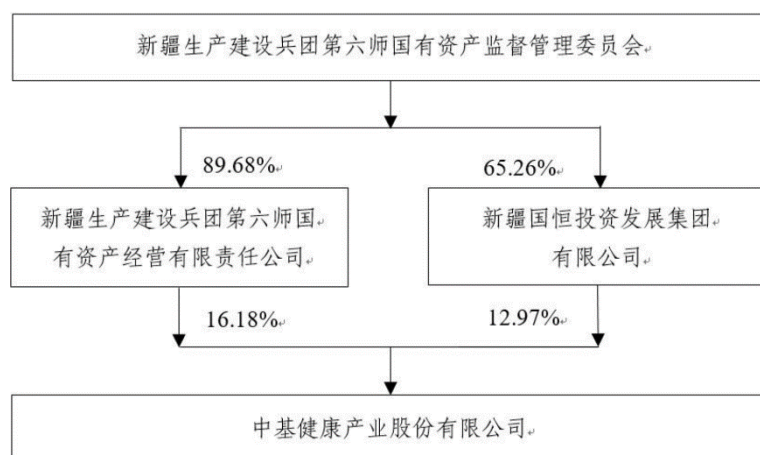 新疆生产建设兵团第六师国有资产监督管理委员会
89.68%
65.26%
新疆生产建设兵团第六师国
有资产经营有限责任公司
新疆国恒投资发展集团
有限公司
16.18%
12.97%
中基健康产业股份有限公司